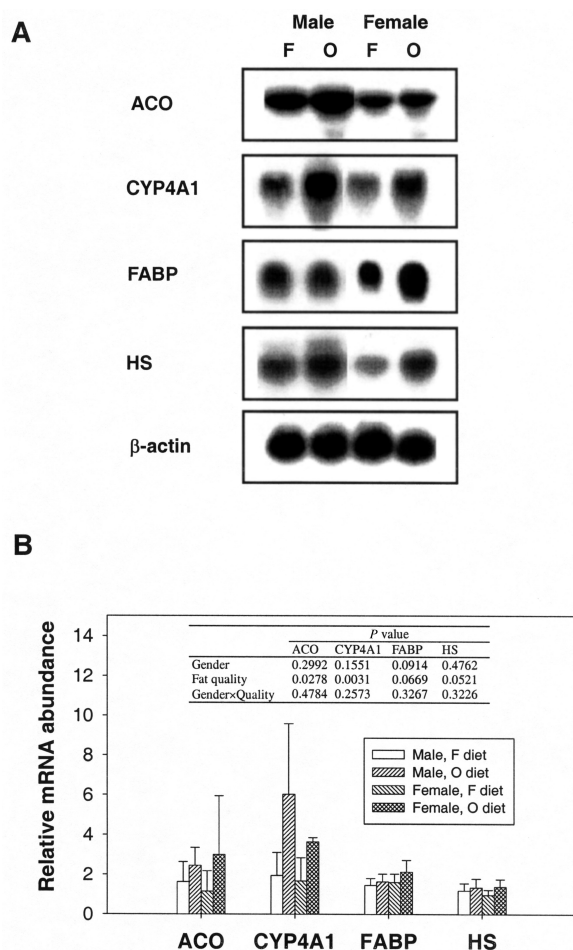 A
Male Female
F O F O
ACO
CYP4A1
FABP
HS
β-actin
B
Relative mRNA abundance
14
12
10
8
6
4
2
0
P value
ACO CYP4A1 FABP HS
Gender 0.2992 0.1551 0.0914 0.4762
Fat quality 0.0278 0.0031 0.0669 0.0521
Gender×Quality 0.4784 0.2573 0.3267 0.3226
Male, F diet
Male, O diet
Female, F diet
Female, O diet
ACO CYP4A1 FABP HS